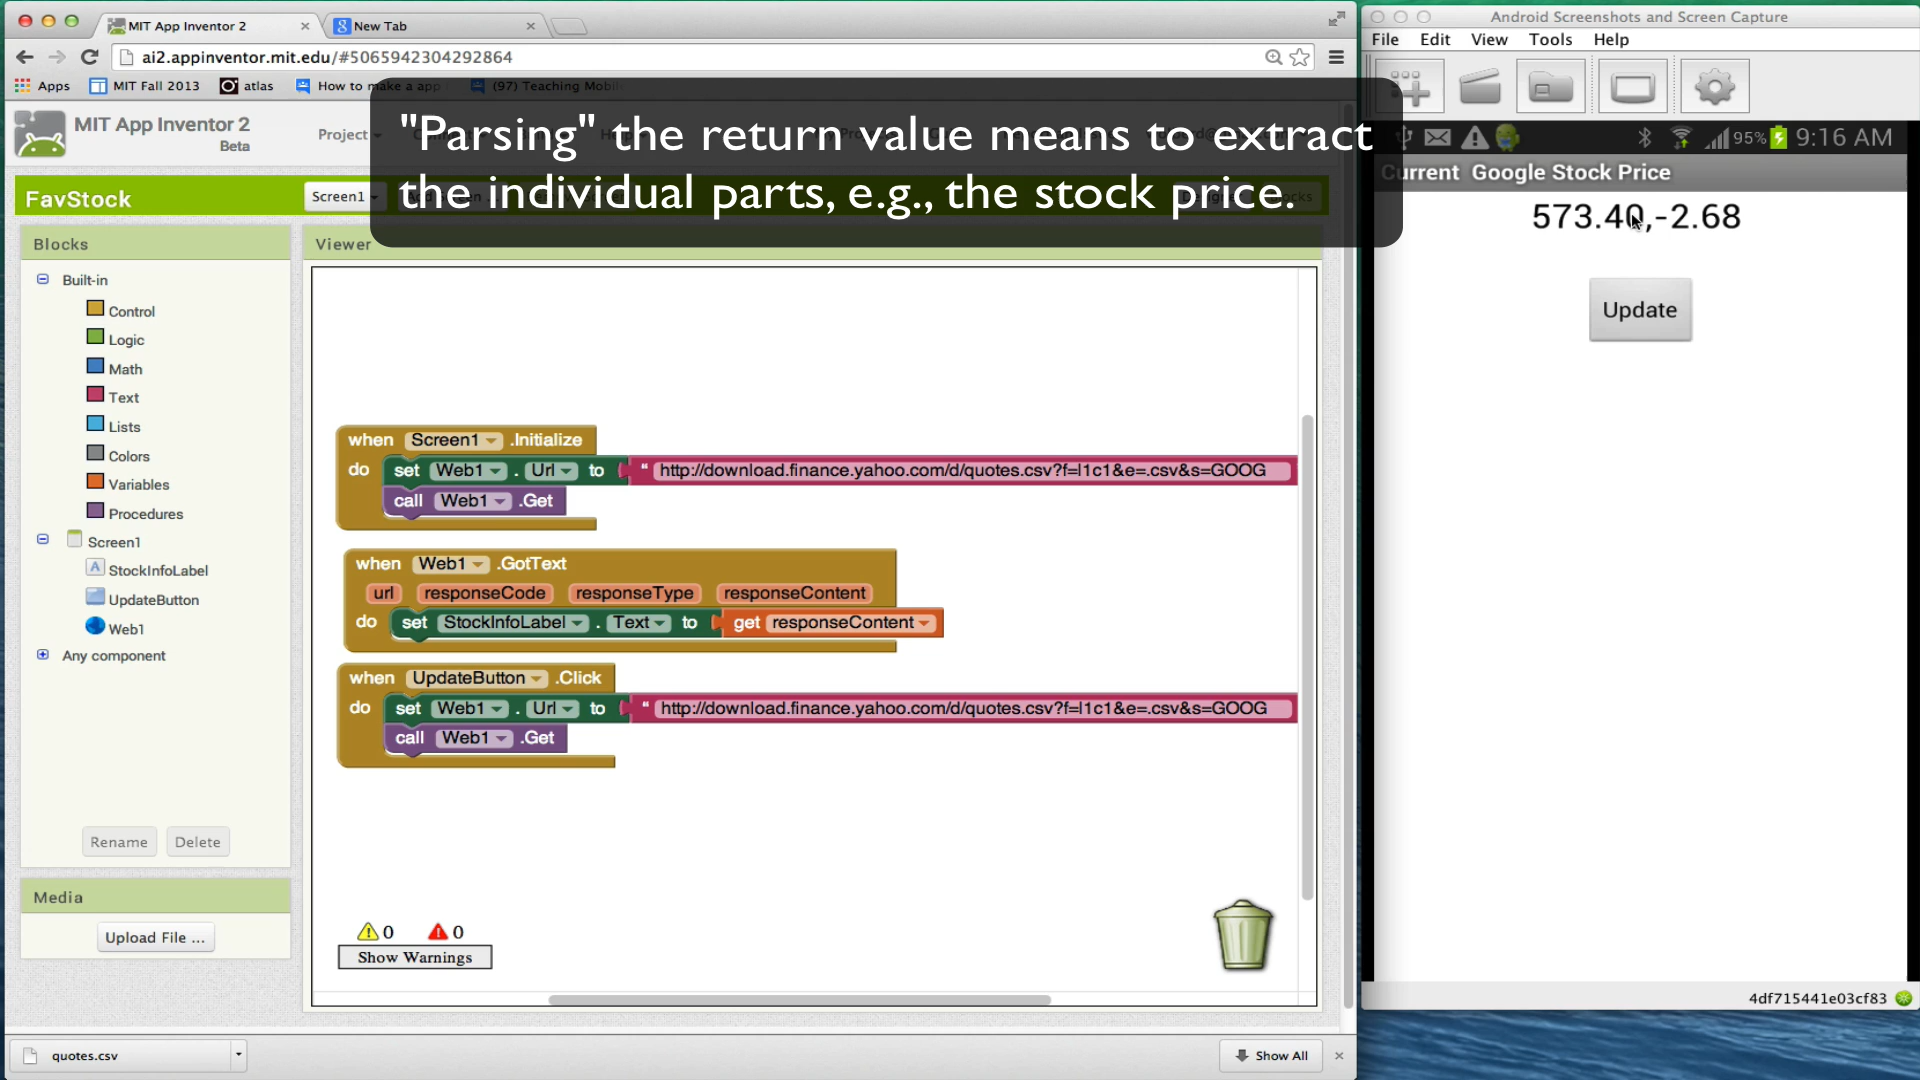 MIT App Inventor 2
New Tab
ai2.appinventor.mit.edu/#5065942304292864
Apps
MIT Fall 2013
atlas
How to make a app
(97) Teaching Mobil
MIT App Inventor 2
Beta
Project
"Parsing" the return value means to extract
the individual parts, e.g., the stock price.
FavStock
Screen1
Blocks
Built-in
Control
Logic
Math
Text
Lists
Colors
Variables
Procedures
Screen1
StockInfoLabel
UpdateButton
Web1
Any component
Rename
Delete
Media
Upload File ...
Viewer
when Screen1 .Initialize
do set Web1 . Url to " http://download.finance.yahoo.com/d/quotes.csv?f=l1c1&e=.csv&s=GOOG
call Web1 .Get
when Web1 .GotText
url responseCode responseType responseContent
do set StockInfoLabel . Text to get responseContent
when UpdateButton .Click
do set Web1 . Url to " http://download.finance.yahoo.com/d/quotes.csv?f=l1c1&e=.csv&s=GOOG
call Web1 .Get
0 0
Show Warnings
quotes.csv
Show All
Android Screenshots and Screen Capture
File Edit View Tools Help
95% 9:16 AM
Current Google Stock Price
573.40,-2.68
Update
4df715441e03cf83